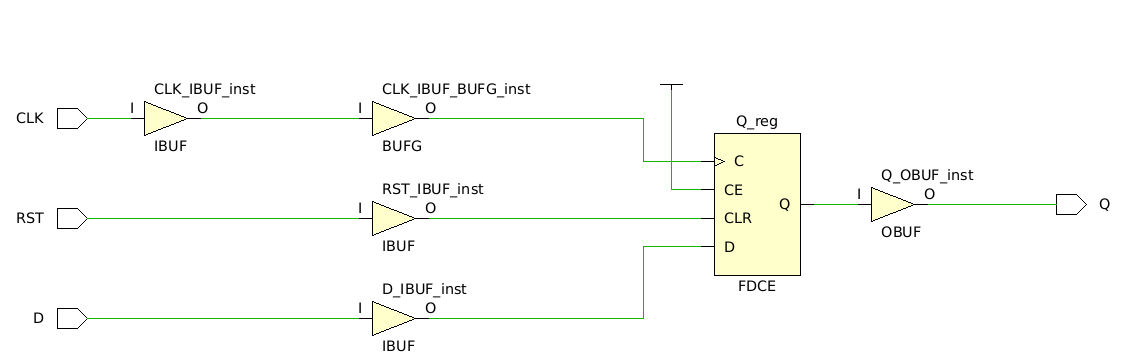 CLK_IBUF_inst
CLK_IBUF_BUFG_inst
I
O
I
O
CLK
IBUF
BUFG
Q_reg
C
CE
CLR
D
Q
FDCE
RST_IBUF_inst
I
O
RST
IBUF
Q_OBUF_inst
I
O
Q
OBUF
D_IBUF_inst
I
O
D
IBUF